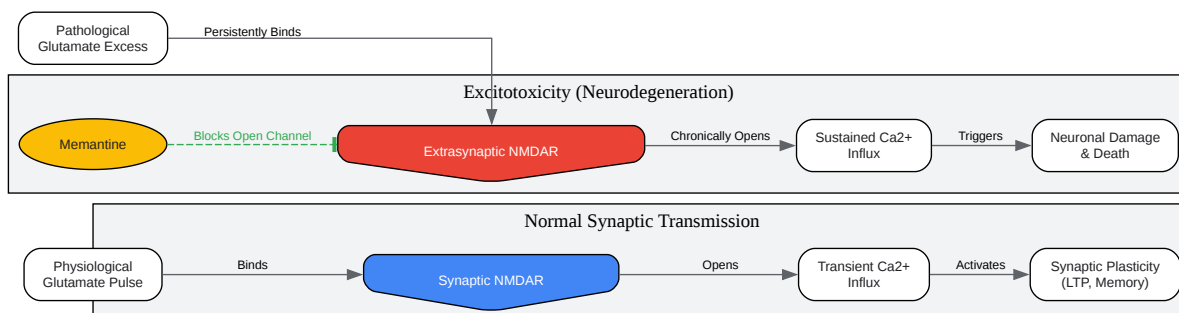 Pathological
Glutamate Excess
Persistently Binds
Excitotoxicity (Neurodegeneration)
Memantine
Blocks Open Channel
Extrasynaptic NMDAR
Chronically Opens
Sustained Ca2+
Influx
Triggers
Neuronal Damage
& Death
Normal Synaptic Transmission
Physiological
Glutamate Pulse
Binds
Synaptic NMDAR
Opens
Transient Ca2+
Influx
Activates
Synaptic Plasticity
(LTP, Memory)